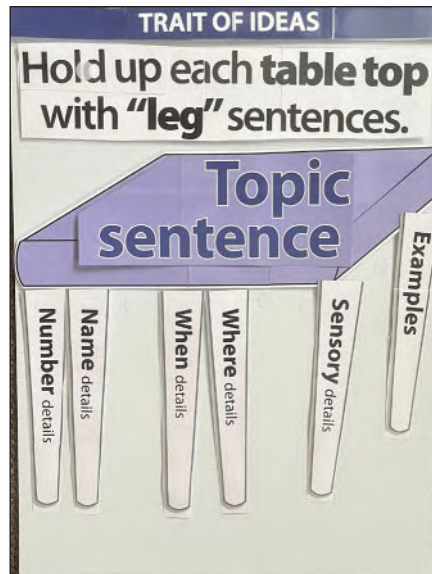 TRAIT OF IDEAS
Hold up each table top
with “leg” sentences.
Topic
sentence
Number details
Name details
When details
Where details
Sensory details
Examples